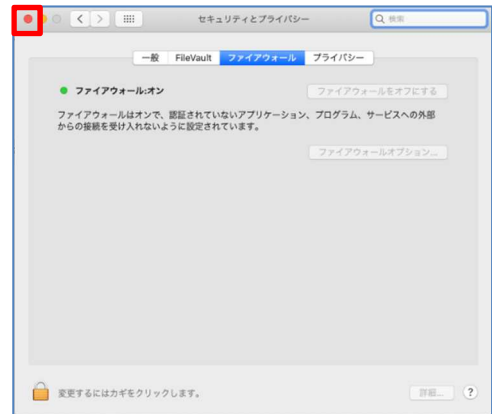 セキュリティとプライバシー
検索
一般 FileVault ファイアウォール プライバシー
ファイアウォール:オン
ファイアウォールをオフにする
ファイアウォールはオンで、認証されていないアプリケーション、プログラム、サービスへの外部
からの接続を受け入れないように設定されています。
ファイアウォールオプション...
変更するにはカギをクリックします。
詳細...
?